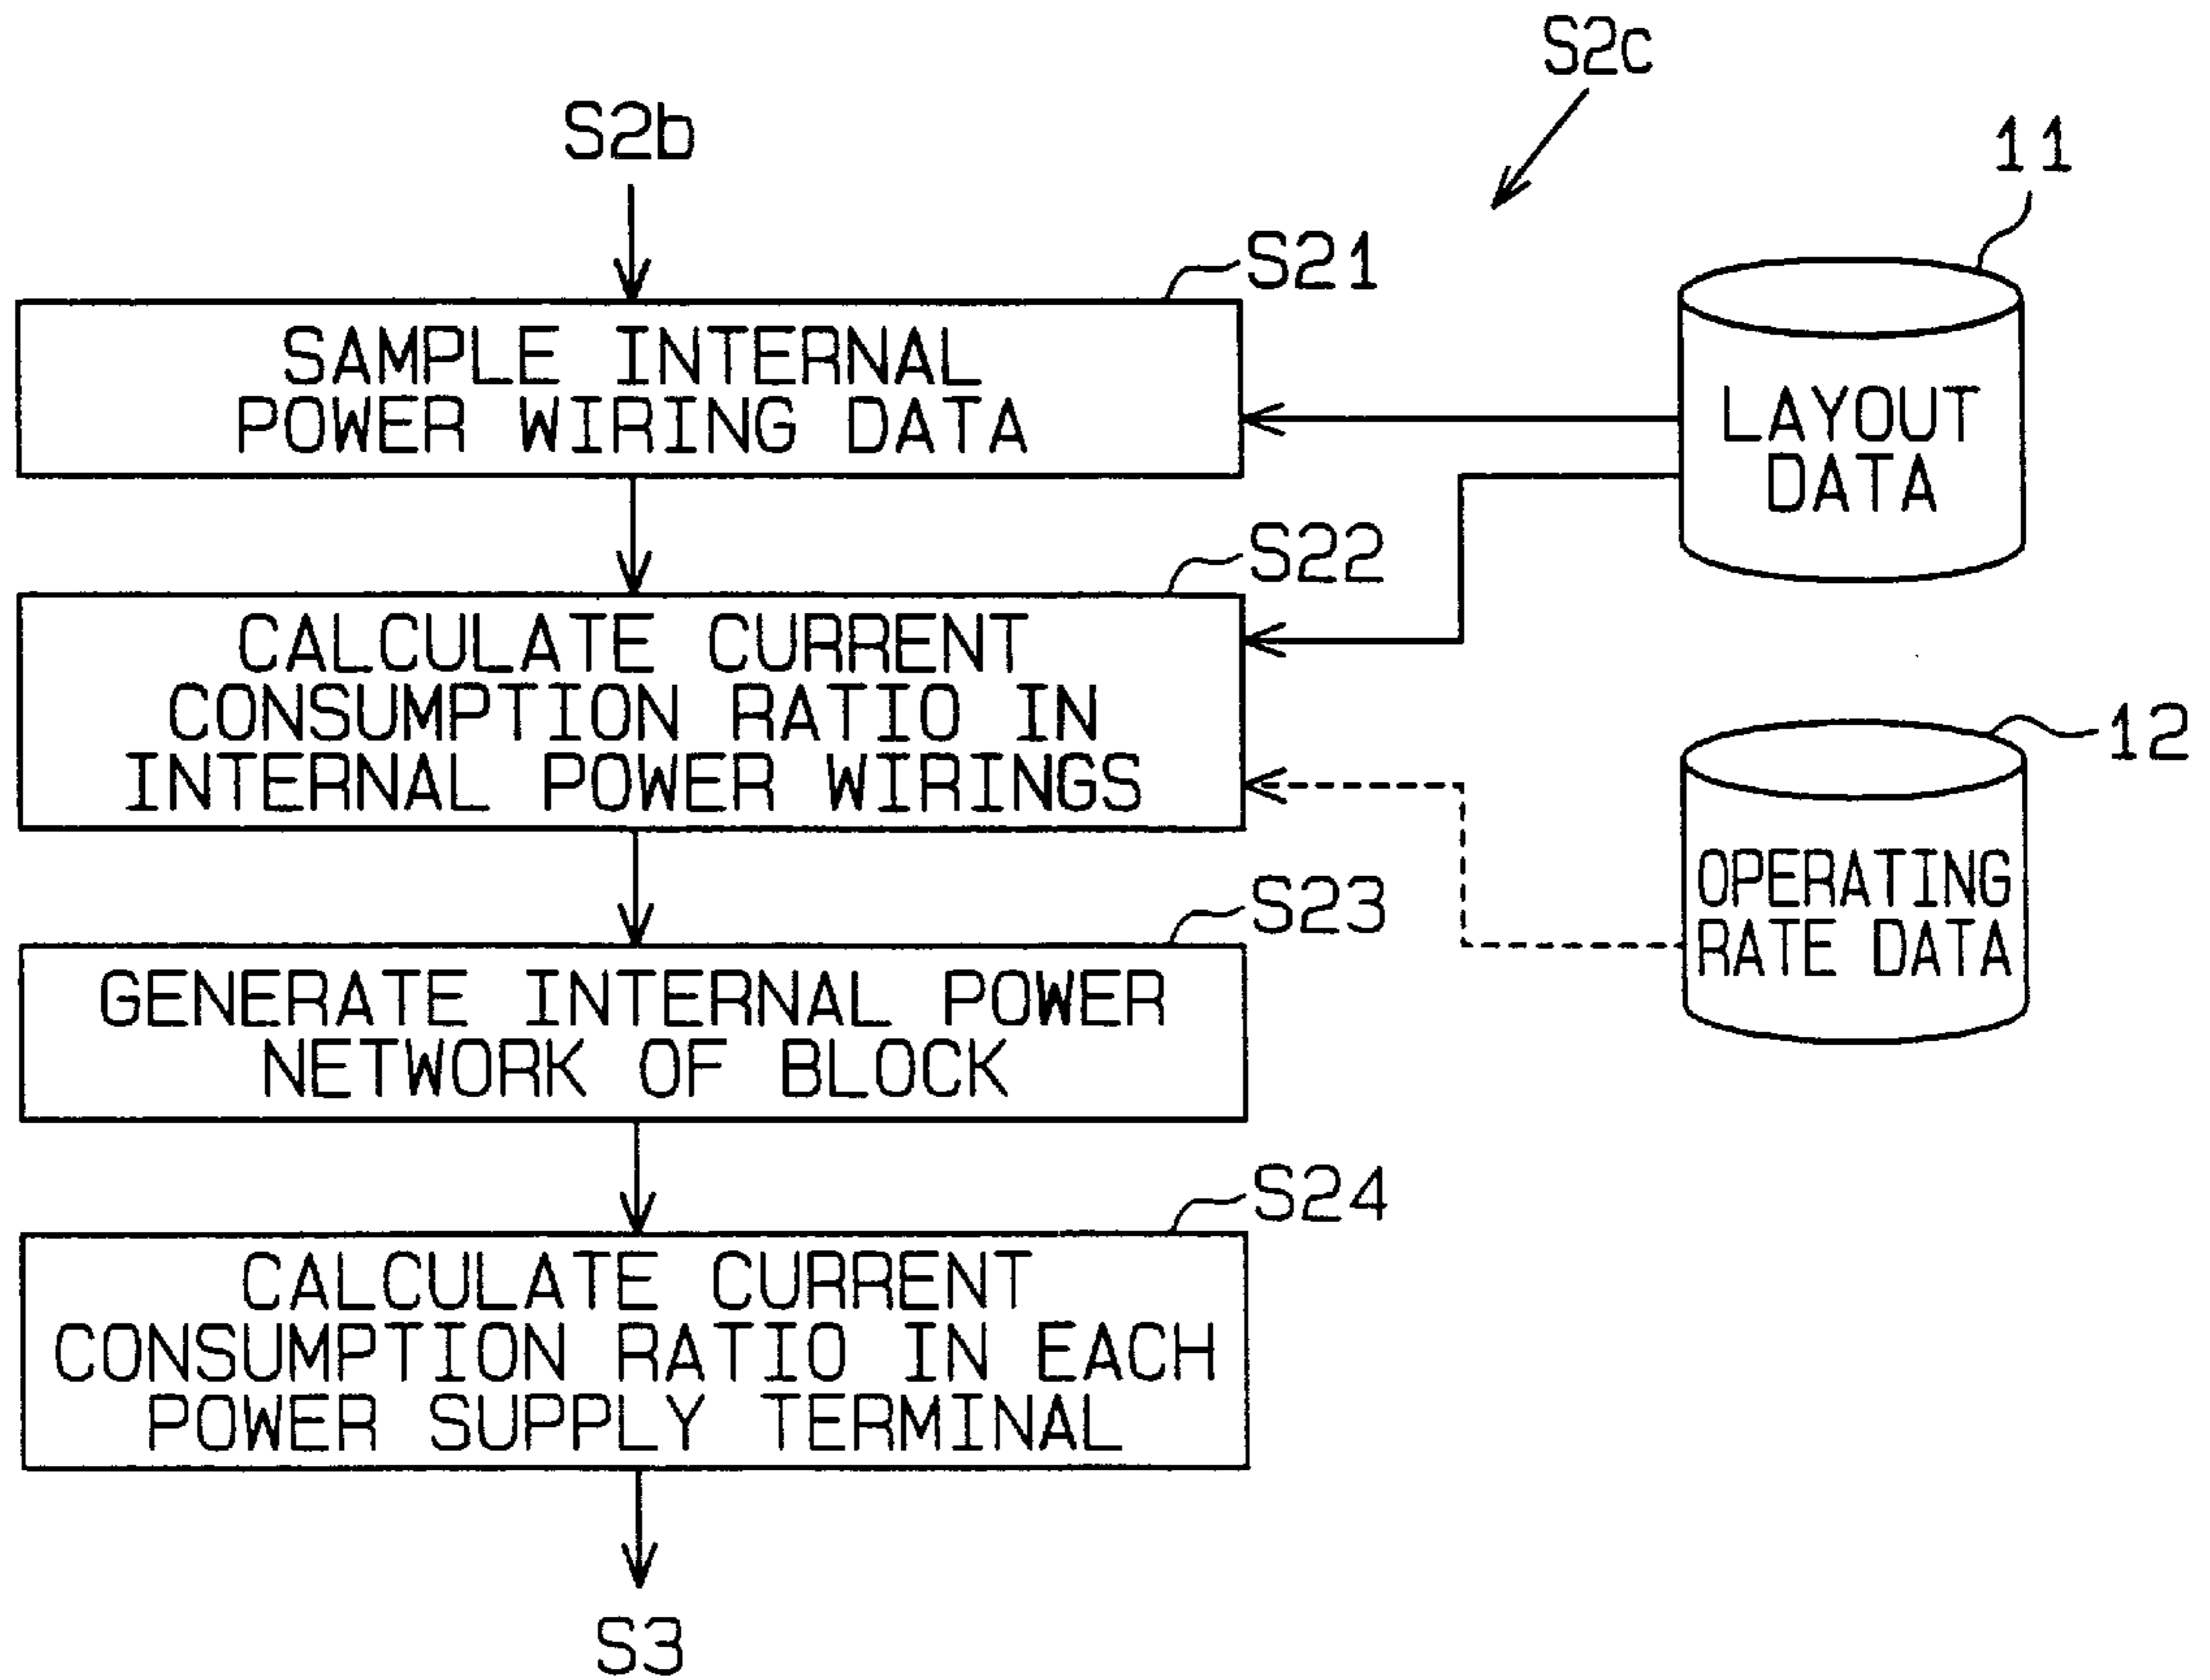 S2c
S2b
11
S21
SAMPLE INTERNAL
POWER WIRING DATA
LAYOUT
DATA
S22
CALCULATE CURRENT
CONSUMPTION RATIO IN
INTERNAL POWER WIRINGS
12
OPERATING
RATE DATA
S23
GENERATE INTERNAL POWER
NETWORK OF BLOCK
S24
CALCULATE CURRENT
CONSUMPTION RATIO IN EACH
POWER SUPPLY TERMINAL
S3